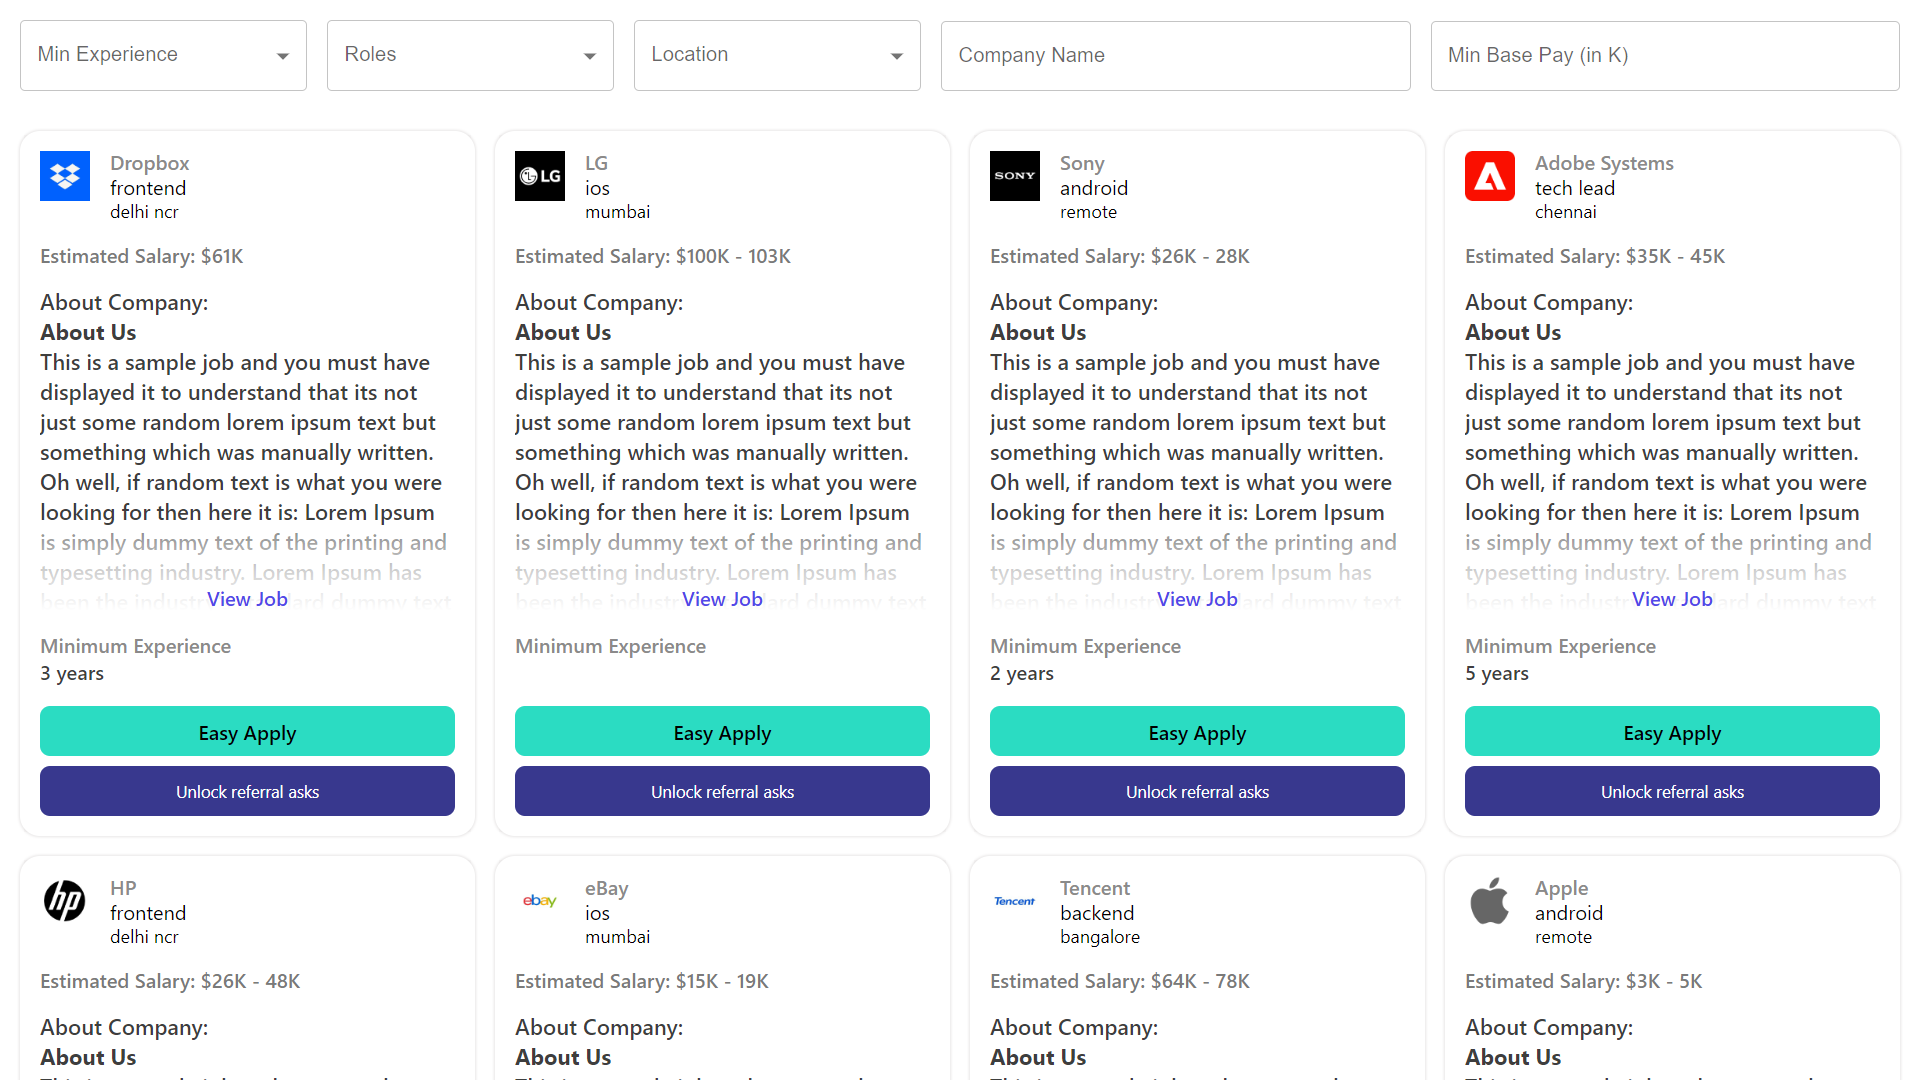 Min Experience
Roles
Location
Company Name
Min Base Pay (in K)
Dropbox
frontend
delhi ncr
Estimated Salary: $61K
About Company:
About Us
This is a sample job and you must have
displayed it to understand that its not
just some random lorem ipsum text but
something which was manually written.
Oh well, if random text is what you were
looking for then here it is: Lorem Ipsum
is simply dummy text of the printing and
typesetting industry. Lorem Ipsum has
been the
dummy text
View Job
Minimum Experience
3 years
Easy Apply
Unlock referral asks
LG
LG
ios
mumbai
Estimated Salary: $100K - 103K
About Company:
About Us
This is a sample job and you must have
displayed it to understand that its not
just some random lorem ipsum text but
something which was manually written.
Oh well, if random text is what you were
looking for then here it is: Lorem Ipsum
is simply dummy text of the printing and
typesetting industry. Lorem Ipsum has
been the
dummy text
View Job
Minimum Experience
Easy Apply
Unlock referral asks
SONY
Sony
android
remote
Estimated Salary: $26K - 28K
About Company:
About Us
This is a sample job and you must have
displayed it to understand that its not
just some random lorem ipsum text but
something which was manually written.
Oh well, if random text is what you were
looking for then here it is: Lorem Ipsum
is simply dummy text of the printing and
typesetting industry. Lorem Ipsum has
been the
dummy text
View Job
Minimum Experience
2 years
Easy Apply
Unlock referral asks
Adobe Systems
tech lead
chennai
Estimated Salary: $35K - 45K
About Company:
About Us
This is a sample job and you must have
displayed it to understand that its not
just some random lorem ipsum text but
something which was manually written.
Oh well, if random text is what you were
looking for then here it is: Lorem Ipsum
is simply dummy text of the printing and
typesetting industry. Lorem Ipsum has
been the
dummy text
View Job
Minimum Experience
5 years
Easy Apply
Unlock referral asks
hp
HP
frontend
delhi ncr
Estimated Salary: $26K - 48K
About Company:
About Us
ebay
eBay
ios
mumbai
Estimated Salary: $15K - 19K
About Company:
About Us
Tencent
Tencent
backend
bangalore
Estimated Salary: $64K - 78K
About Company:
About Us
Apple
android
remote
Estimated Salary: $3K - 5K
About Company:
About Us